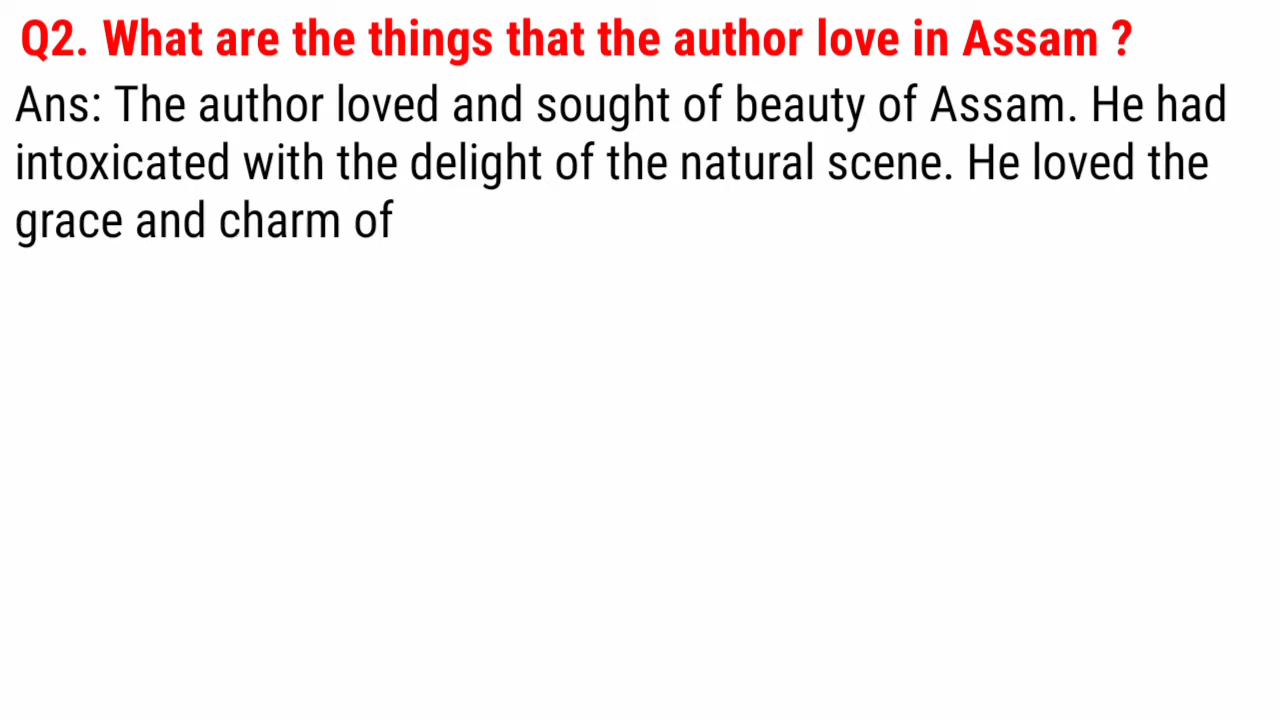 Q2. What are the things that the author love in Assam ?
Ans: The author loved and sought of beauty of Assam. He had
intoxicated with the delight of the natural scene. He loved the
grace and charm of